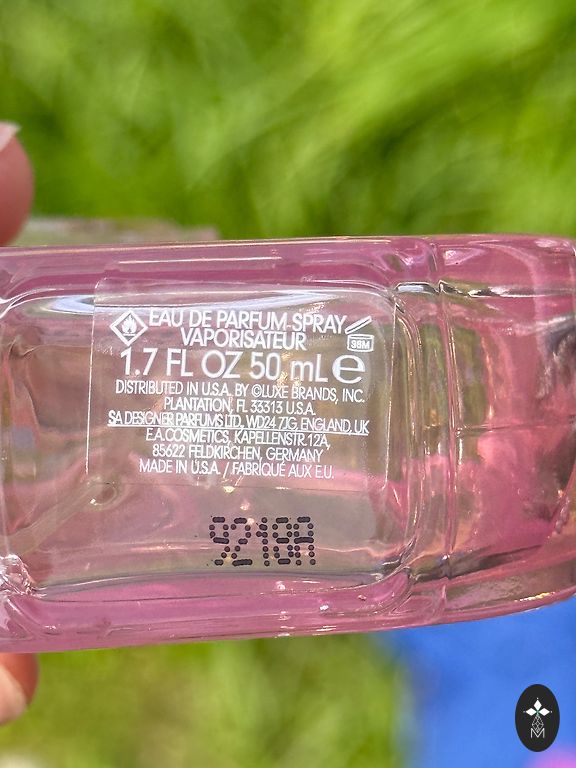 EAU DE PARFUM-SPRAY
VAPORISATEUR
36M
1.7 FL OZ 50 mL e
DISTRIBUTED IN U.S.A. BY ©LUXE BRANDS, INC.
PLANTATION, FL 33313 U.S.A.
SA DESIGNER PARFUMS LTD, WD24 7JG, ENGLAND, UK
E.A.COSMETICS, KAPELLENSTR.12A,
85622 FELDKIRCHEN, GERMANY
MADE IN U.S.A. / FABRIQUÉ AUX E.U.
9218A
M